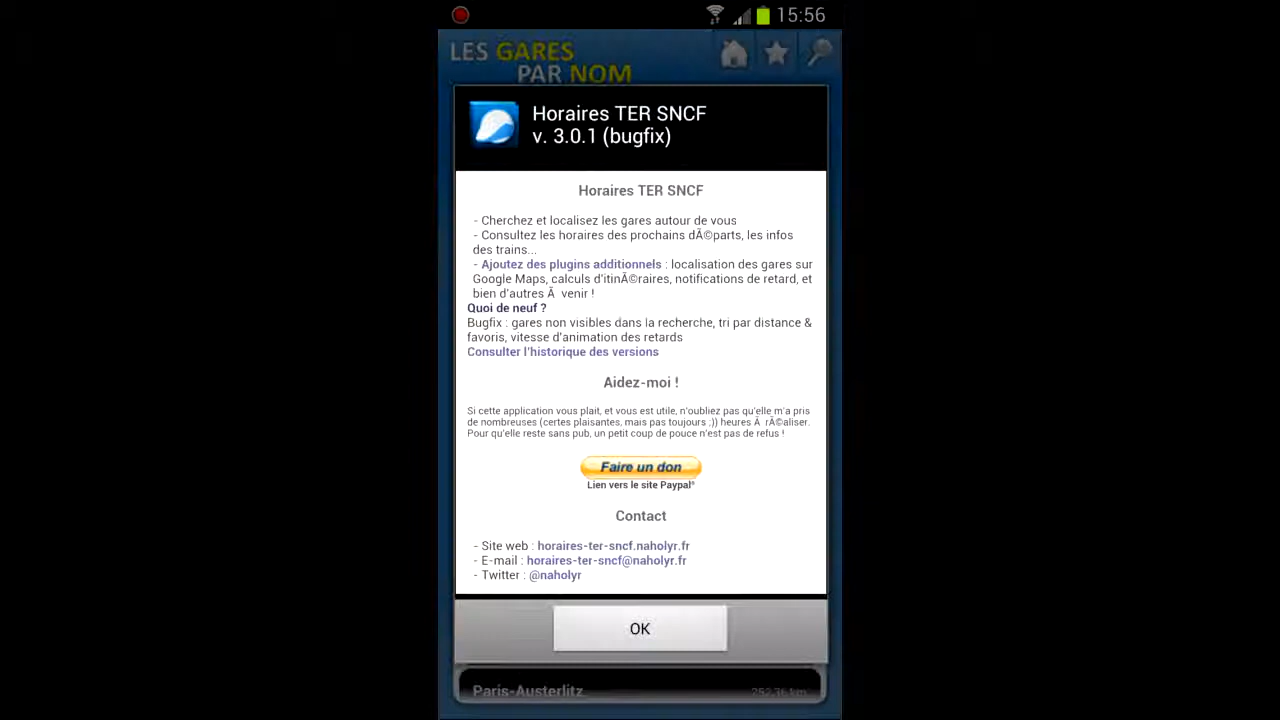 15:56
LES GARES
PAR NOM
Horaires TER SNCF
v. 3.0.1 (bugfix)
Horaires TER SNCF
- Cherchez et localisez les gares autour de vous
- Consultez les horaires des prochains dÃ©parts, les infos
des trains...
- Ajoutez des plugins additionnels : localisation des gares sur
Google Maps, calculs d'itinÃ©raires, notifications de retard, et
bien d'autres Ã  venir !
Quoi de neuf ?
Bugfix : gares non visibles dans la recherche, tri par distance &
favoris, vitesse d'animation des retards
Consulter l'historique des versions
Aidez-moi !
Si cette application vous plait, et vous est utile, n'oubliez pas qu'elle m'a pris
de nombreuses (certes plaisantes, mais pas toujours ;)) heures Ã  rÃ©aliser.
Pour qu'elle reste sans pub, un petit coup de pouce n'est pas de refus !
Faire un don
Lien vers le site Paypal®
Contact
- Site web : horaires-ter-sncf.naholyr.fr
- E-mail : horaires-ter-sncf@naholyr.fr
- Twitter : @naholyr
OK
Paris-Austerlitz 252,36 km